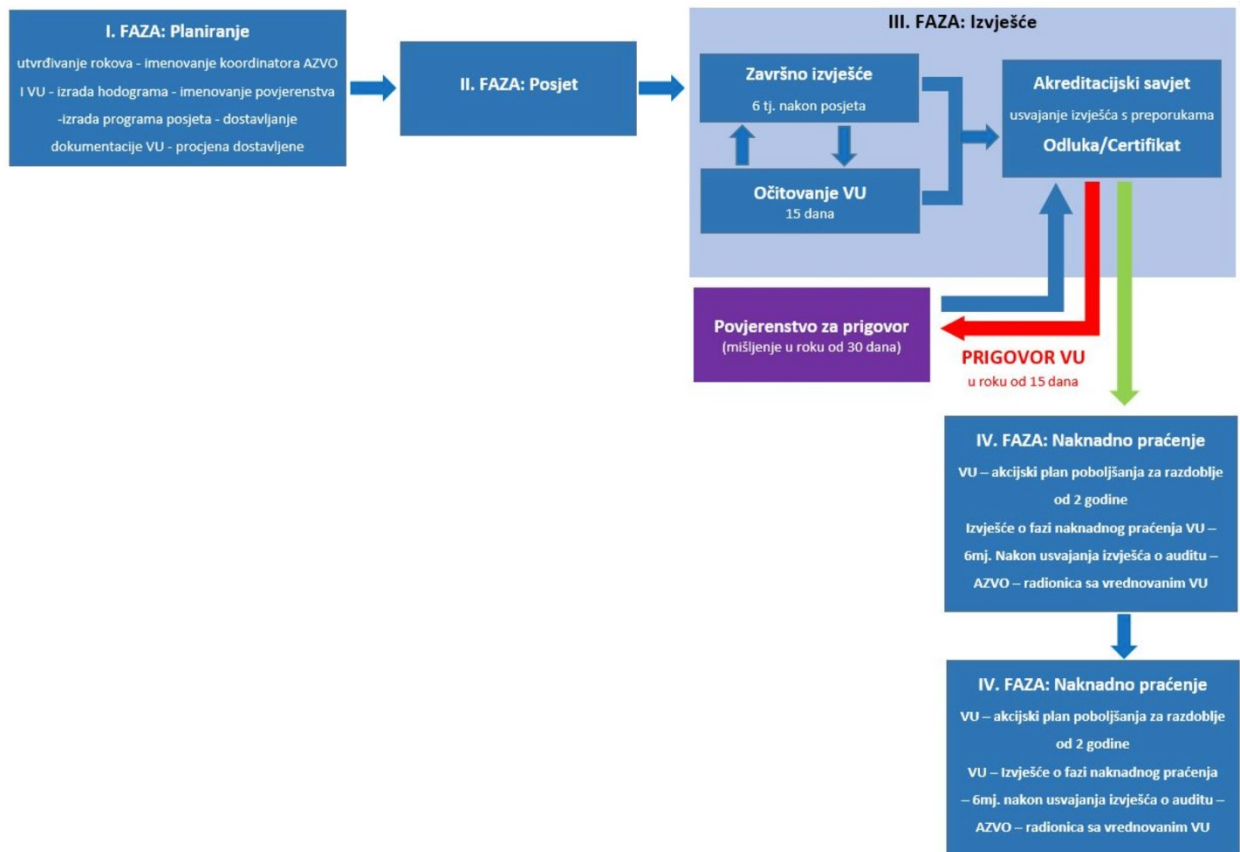 I. FAZA: Planiranje
utvrđivanje rokova - imenovanje koordinatora AZVO
I VU - izrada hodograma - imenovanje povjerenstva
-izrada programa posjeta - dostavljanje
dokumentacije VU - procjena dostavljene
II. FAZA: Posjet
III. FAZA: Izvješće
Završno izvješće
6 tj. nakon posjeta
Očitovanje VU
15 dana
Akreditacijski savjet
usvajanje izvješća s preporukama
Odluka/Certifikat
Povjerenstvo za prigovor
(mišljenje u roku od 30 dana)
PRIGOVOR VU
u roku od 15 dana
IV. FAZA: Naknadno praćenje
VU – akcijski plan poboljšanja za razdoblje
od 2 godine
Izvješće o fazi naknadnog praćenja VU –
6mj. Nakon usvajanja izvješća o auditu –
AZVO – radionica sa vrednovanim VU
IV. FAZA: Naknadno praćenje
VU – akcijski plan poboljšanja za razdoblje
od 2 godine
VU – Izvješće o fazi naknadnog praćenja
– 6mj. nakon usvajanja izvješća o auditu –
AZVO – radionica sa vrednovanim VU